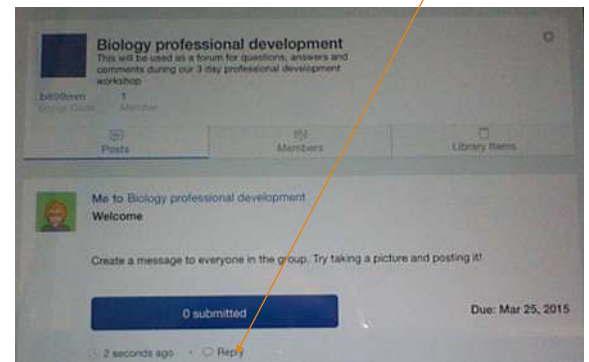 Biology professional development
This will be used as a forum for questions, answers and
comments during our 3 day professional development
workshop
1
Group Code Member
Posts Members Library Items
Me to Biology professional development
Welcome
Create a message to everyone in the group. Try taking a picture and posting it!
0 submitted Due: Mar 25, 2015
2 seconds ago · Reply